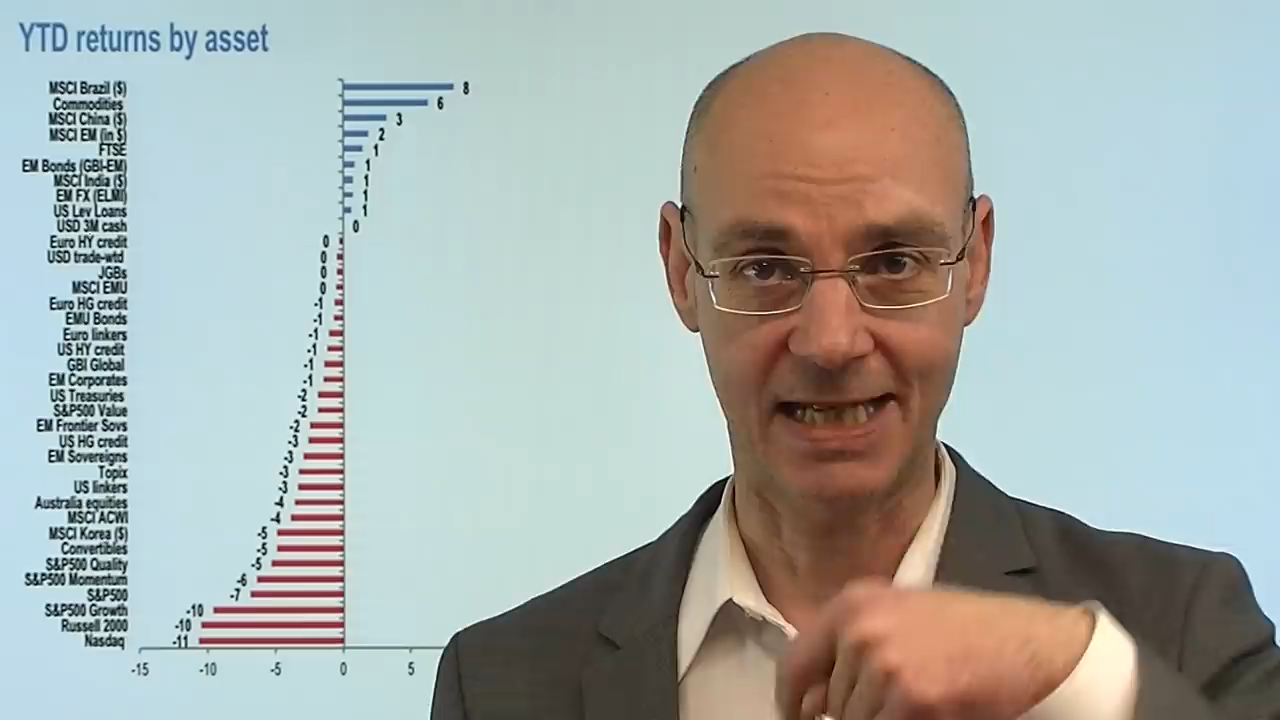 YTD returns by asset
MSCI Brazil ($) 8
Commodities 6
MSCI China ($) 3
MSCI EM (in $) 2
FTSE 1
EM Bonds (GBI-EM) 1
MSCI India ($) 1
EM FX (ELMI) 1
US Lev Loans 1
USD 3M cash 0
Euro HY credit 0
USD trade-wtd 0
JGBs 0
MSCI EMU 0
Euro HG credit -1
EMU Bonds -1
Euro linkers -1
US HY credit -1
GBI Global -1
EM Corporates -1
US Treasuries -2
S&P500 Value -2
EM Frontier Sovs -2
US HG credit -3
EM Sovereigns -3
Topix -3
US linkers -3
Australia equities -4
MSCI ACWI -4
MSCI Korea ($) -5
Convertibles -5
S&P500 Quality -5
S&P500 Momentum -6
S&P500 -7
S&P500 Growth -10
Russell 2000 -10
Nasdaq -11
-15 -10 -5 0 5